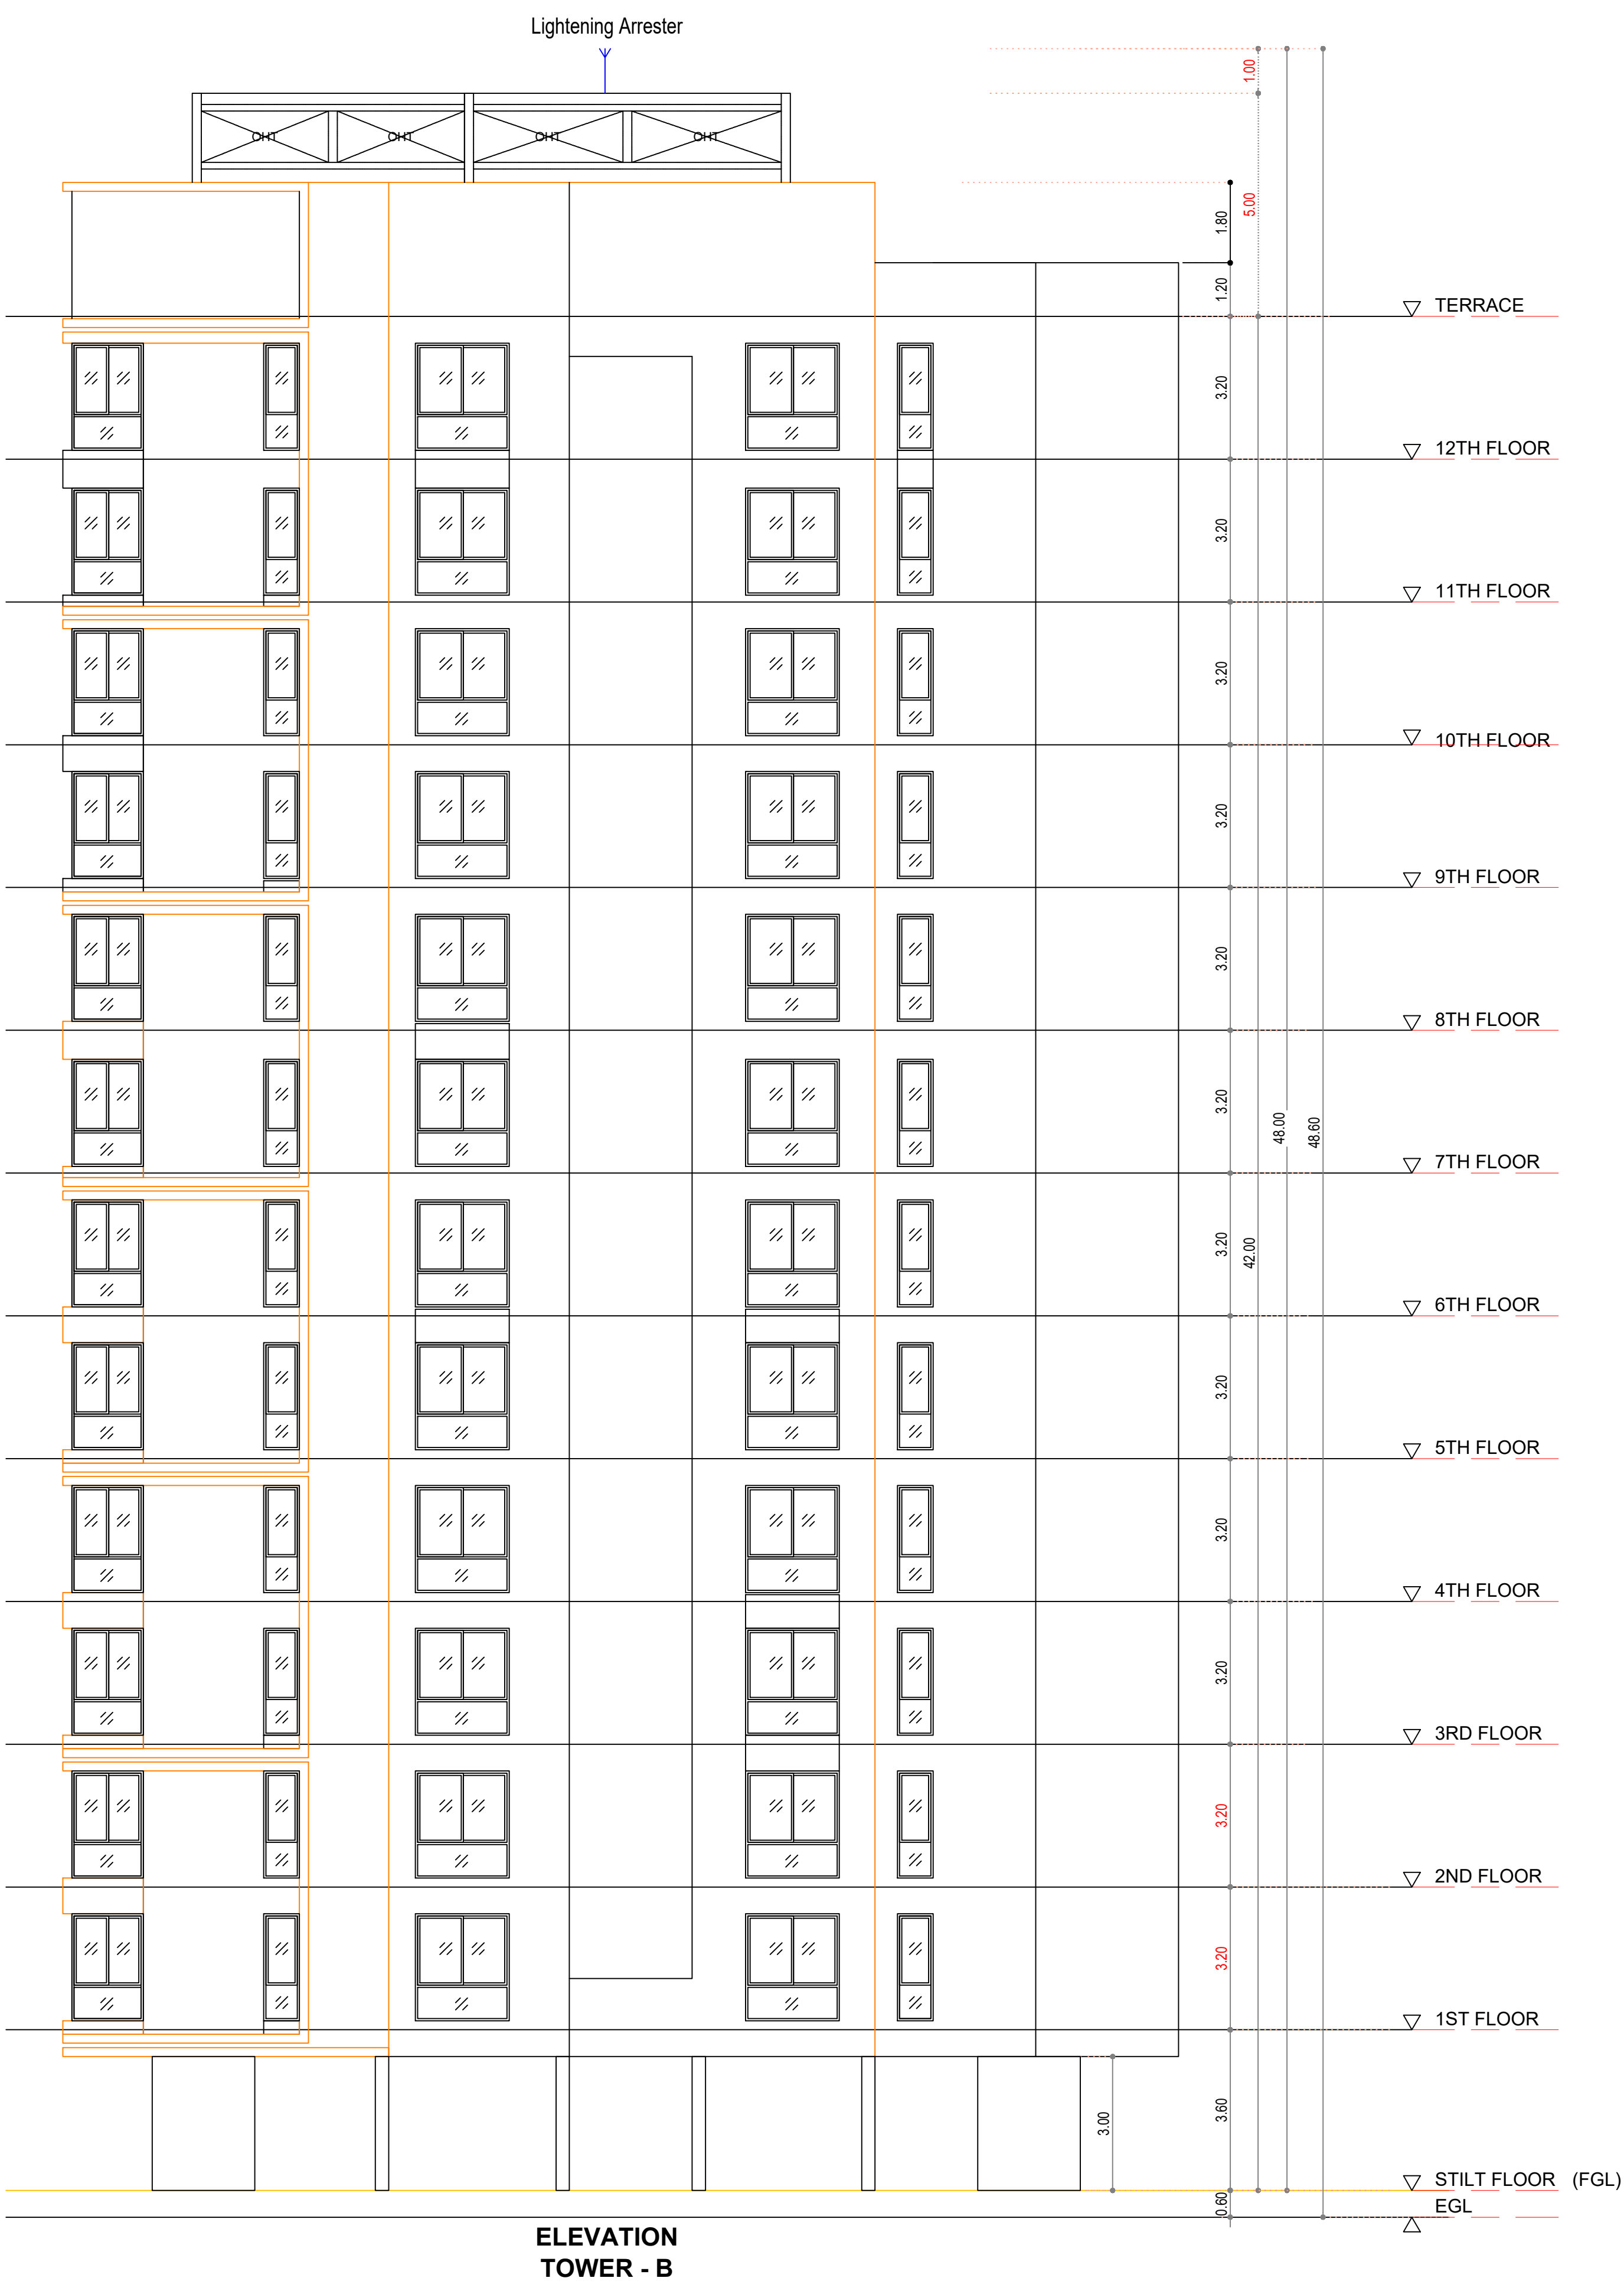 Lightening Arrester
1.00
OHT OHT OHT OHT
5.00
1.80
1.20
TERRACE
3.20
12TH FLOOR
3.20
11TH FLOOR
3.20
10TH FLOOR
3.20
9TH FLOOR
3.20
8TH FLOOR
3.20
48.00
48.60
7TH FLOOR
3.20
42.00
6TH FLOOR
3.20
5TH FLOOR
3.20
4TH FLOOR
3.20
3RD FLOOR
3.20
2ND FLOOR
3.20
1ST FLOOR
3.00
3.60
STILT FLOOR (FGL)
0.60
EGL
ELEVATION
TOWER - B